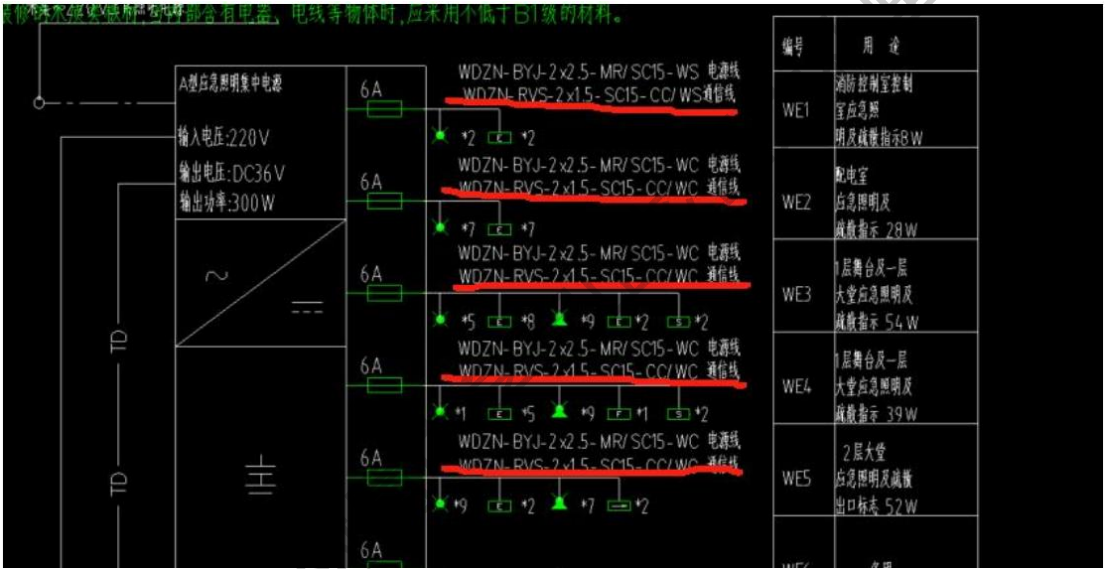 应采用不低于B1级的材料。
编号 用途
A型应急照明集中电源
输入电压:220V
输出电压:DC36V
输出功率:300W
TD
TD
6A
WDZN-BYJ-2x2.5-MR/SC15-WS 电源线
WDZN-RVS-2x1.5-SC15-CC/WS通信线
*2 E *2
6A
WDZN-BYJ-2x2.5-MR/SC15-WC 电源线
WDZN-RVS-2x1.5-SC15-CC/WC 通信线
*7 E *7
6A
WDZN-BYJ-2x2.5-MR/SC15-WC 电源线
WDZN-RVS-2x1.5-SC15-CC/WC 通信线
*5 E *8 *9 E *2 S *2
6A
WDZN-BYJ-2x2.5-MR/SC15-WC 电源线
WDZN-RVS-2x1.5-SC15-CC/WC 通信线
*1 E *5 *9 F *1 S *2
6A
WDZN-BYJ-2x2.5-MR/SC15-WC 电源线
WDZN-RVS-2x1.5-SC15-CC/WC 通信线
*9 E *2 *7 *2
6A
WE1
消防控制室控制
室应急照
明及疏散指示8W
WE2
配电室
应急照明及
疏散指示 28W
WE3
1层舞台及一层
大堂应急照明及
疏散指示 54W
WE4
1层舞台及一层
大堂应急照明及
疏散指示 39W
WE5
2层大堂
应急照明及疏散
出口标志 52W